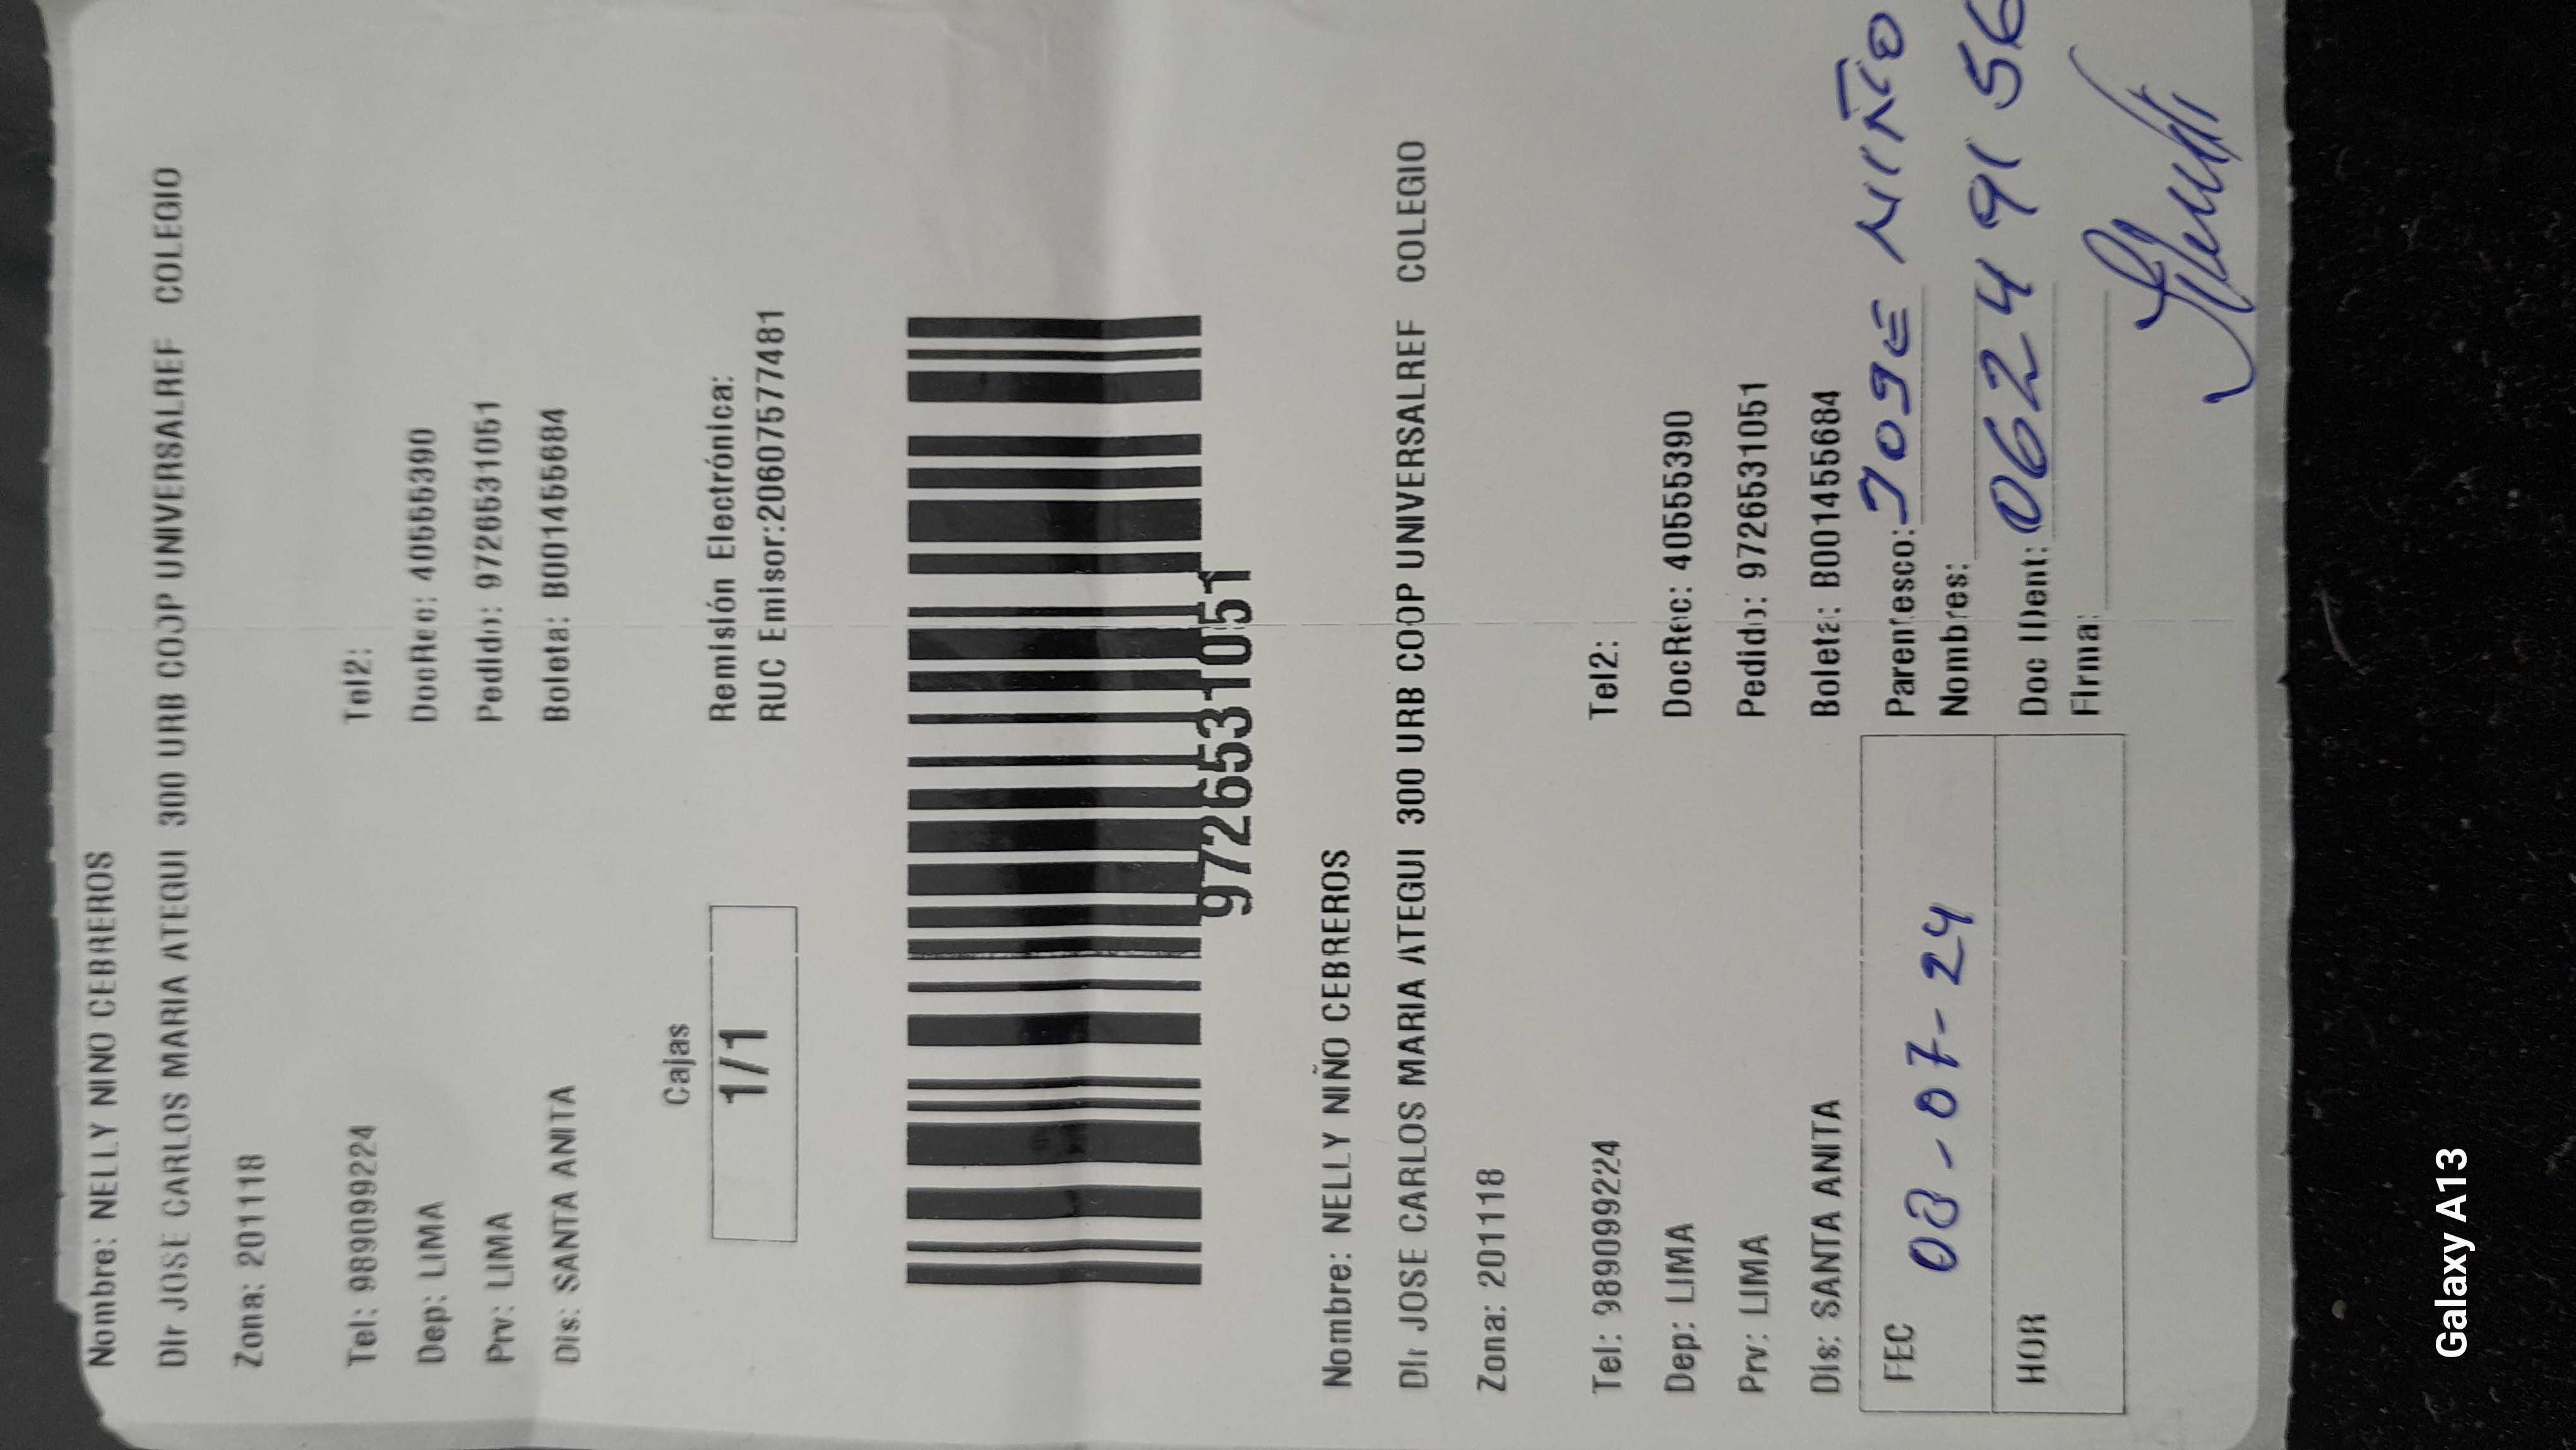 Nombre: NELLY NINO CEBREROS
DIr JOSE CARLOS MARIA ATEGUI 300 URB COOP UNIVERSALREF COLEGIO
Zona: 201118
Tel: 989099224 Tel2:
Dep: LIMA DocRec: 40555390
Prv: LIMA Pedido: 9726531051
Dis: SANTA ANITA Boleta: B001455684
Cajas
1/1
Remisión Electrónica:
RUC Emisor:20607577481
9726531051
Nombre: NELLY NIÑO CEBREROS
DIr JOSE CARLOS MARIA ATEGUI 300 URB COOP UNIVERSALREF COLEGIO
Zona: 201118
Tel: 989099224 Tel2:
Dep: LIMA DocRec: 40555390
Prv: LIMA Pedido: 9726531051
Dis: SANTA ANITA Boleta: B001455684
FEC 03-07-24
HOR
Parentesco: JOSE NIÑO
Nombres:
Doc Ident: 06249156
Firma:
Galaxy A13